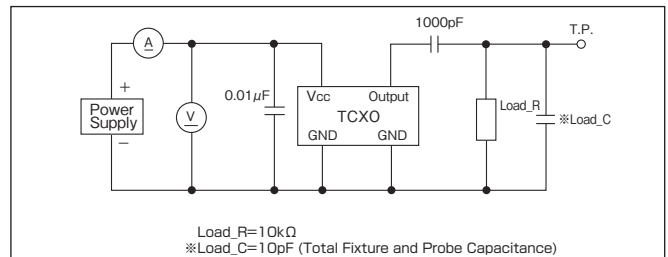 1000pF
T.P.
A
+
0.01μF
Vcc Output
Load_R
Power
Supply
V
TCXO
※Load_C
GND GND
−
Load_R=10kΩ
※Load_C=10pF (Total Fixture and Probe Capacitance)